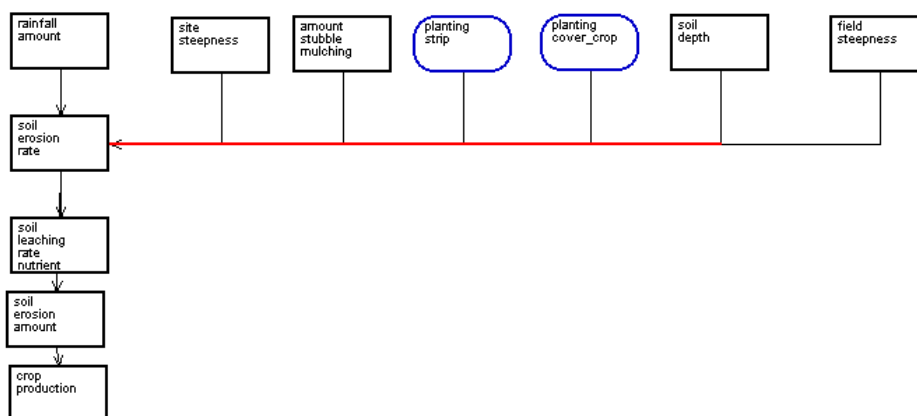 rainfall
amount
site
steepness
amount
stubble
mulching
planting
strip
planting
cover_crop
soil
depth
field
steepness
soil
erosion
rate
soil
leaching
rate
nutrient
soil
erosion
amount
crop
production